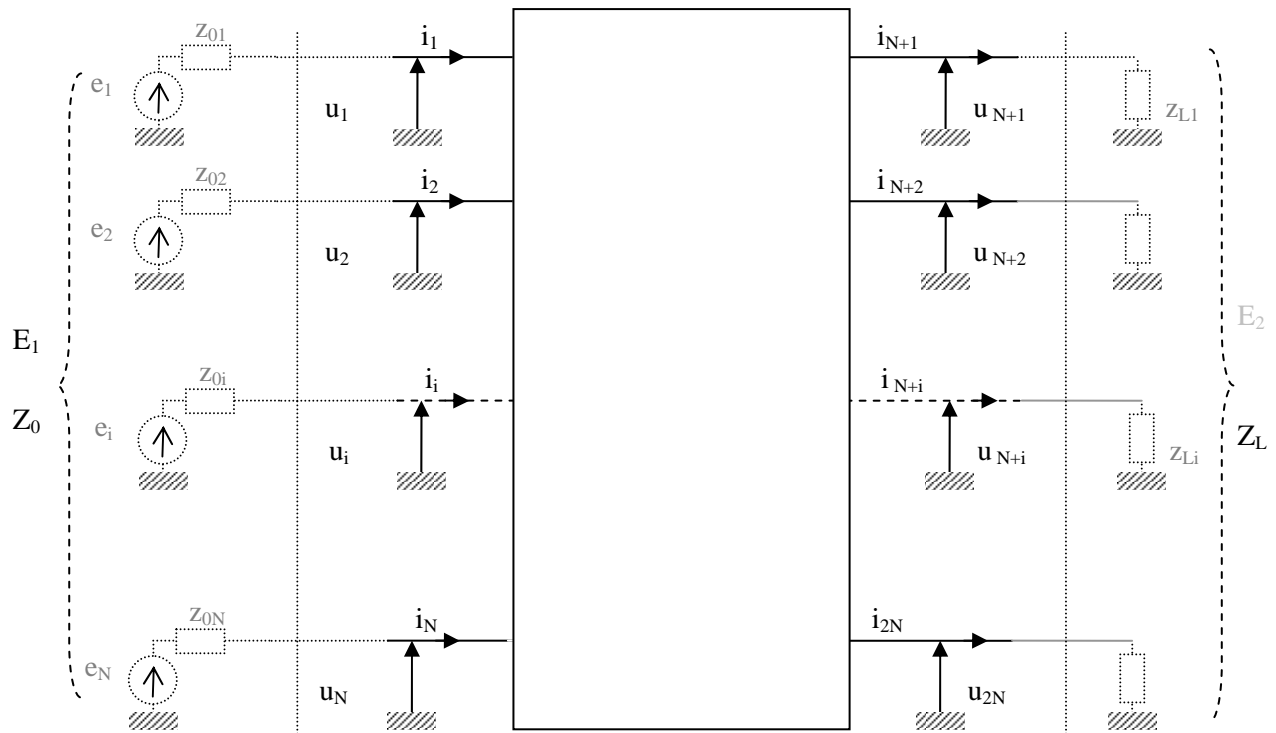 z01 i1 iN+1
e1 u1 uN+1 zL1
z02 i2 iN+2
e2 u2 uN+2
E1 E2
z0i ii iN+i
Z0 ZL
ei ui uN+i zLi
z0N iN i2N
eN uN u2N